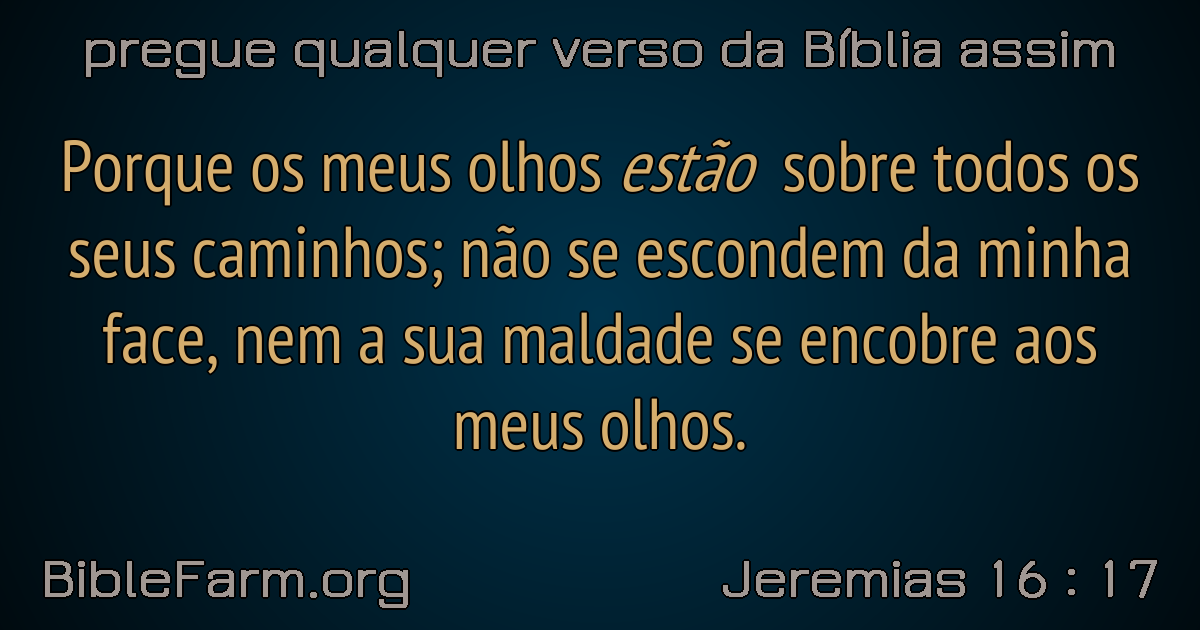 pregue qualquer verso da Bíblia assim
Porque os meus olhos estão sobre todos os
seus caminhos; não se escondem da minha
face, nem a sua maldade se encobre aos
meus olhos.
BibleFarm.org
Jeremias 16 : 17